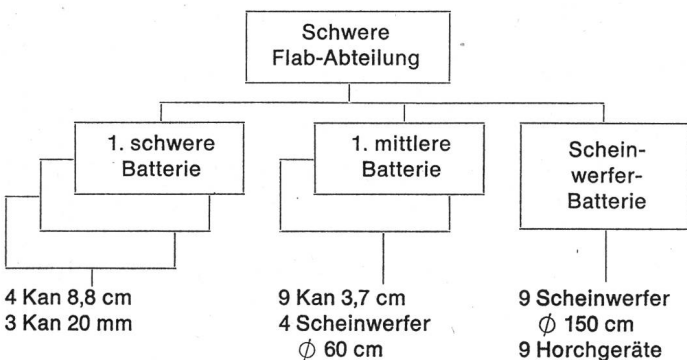 Schwere
Flab-Abteilung
1. schwere
Batterie
1. mittlere
Batterie
Schein-
werfer-
Batterie
4 Kan 8,8 cm
3 Kan 20 mm
9 Kan 3,7 cm
4 Scheinwerfer
∅ 60 cm
9 Scheinwerfer
∅ 150 cm
9 Horchgeräte